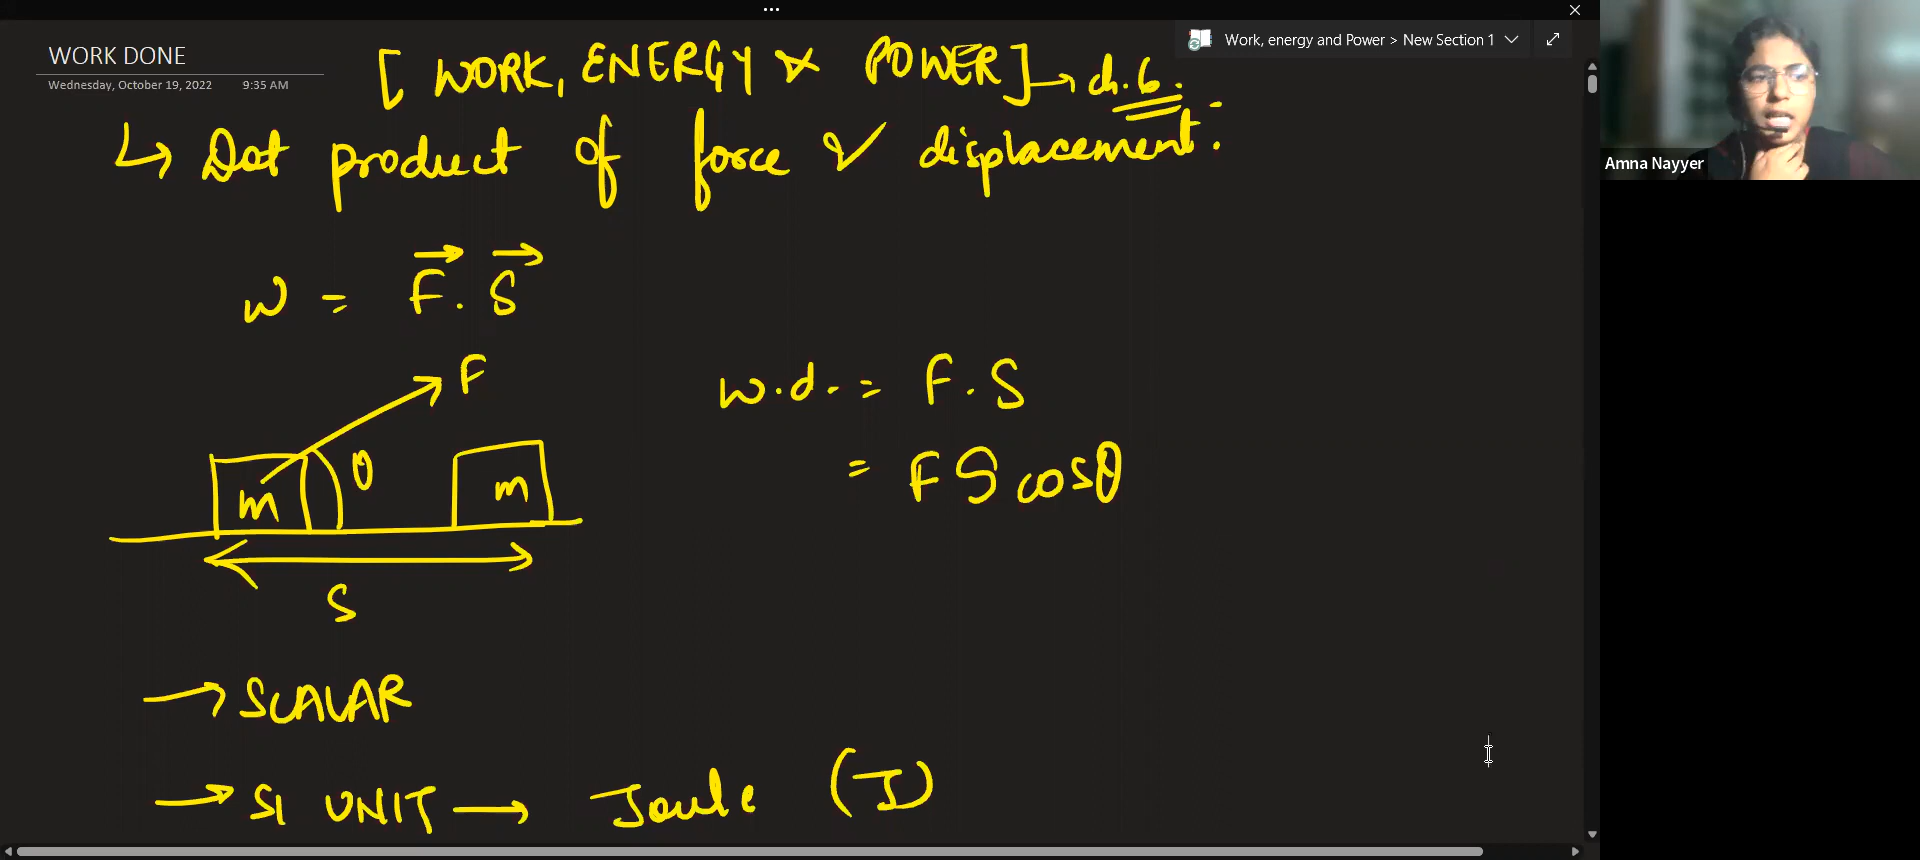 WORK DONE
Wednesday, October 19, 2022 9:35 AM
Work, energy and Power > New Section 1
[ WORK, ENERGY & POWER ] → ch.6.
↳ Dot product of force & displacement:
W = F⃗ . S⃗
F
θ
m m
S
W.d. = F . S
= F S cosθ
→ SCALAR
→ SI UNIT → Joule (J)
Amna Nayyer